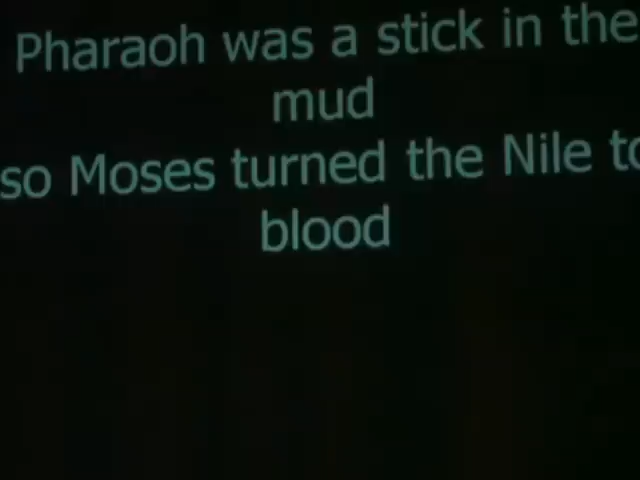 Pharaoh was a stick in the
mud
so Moses turned the Nile to
blood